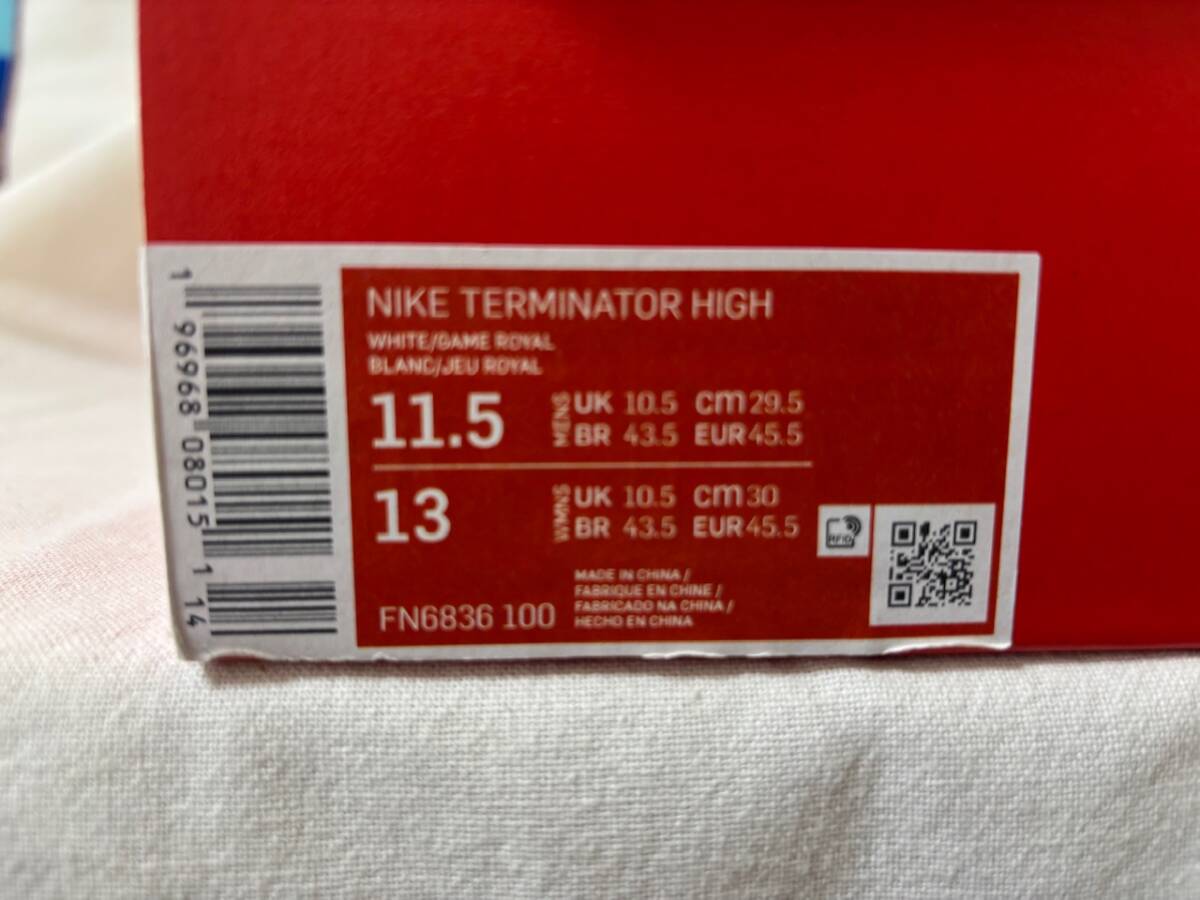 NIKE TERMINATOR HIGH
WHITE/GAME ROYAL
BLANC/JEU ROYAL
11.5 MENS UK 10.5 cm 29.5
BR 43.5 EUR 45.5
13 WMNS UK 10.5 cm 30
BR 43.5 EUR 45.5
RFID
FN6836 100
MADE IN CHINA /
FABRIQUE EN CHINE /
FABRICADO NA CHINA /
HECHO EN CHINA
1 96968 08015 1 14